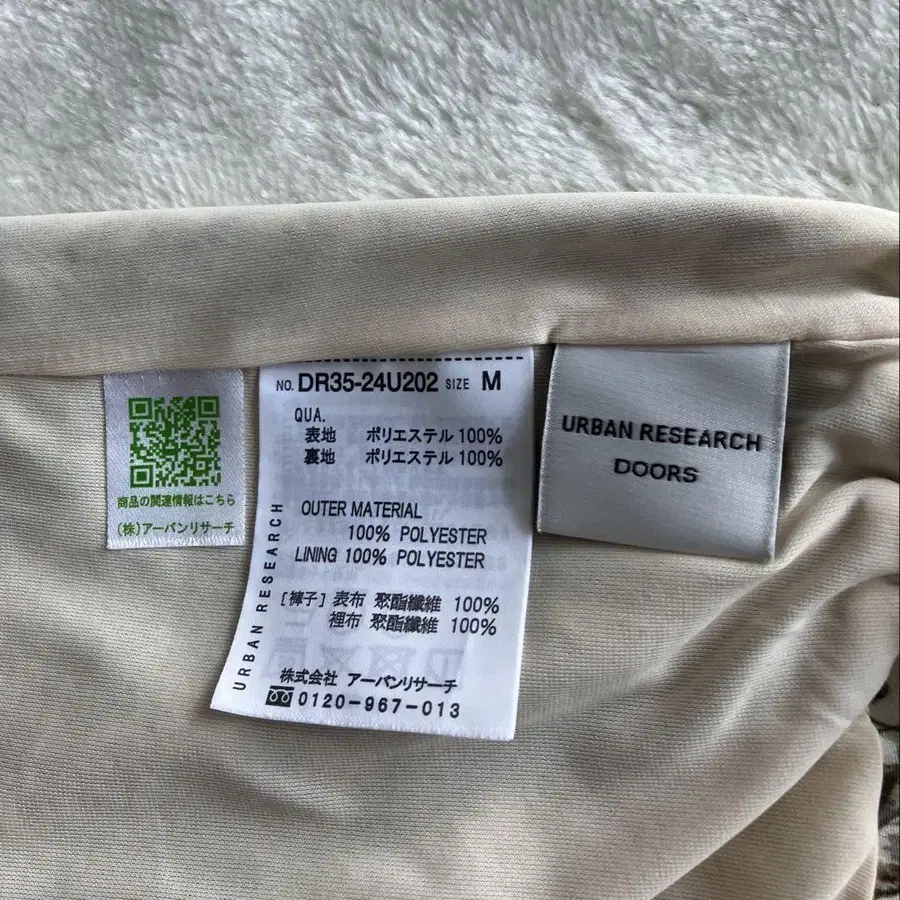 商品の関連情報はこちら
(株)アーバンリサーチ
NO. DR35-24U202 SIZE M
QUA.
表地 ポリエステル 100%
裏地 ポリエステル 100%
OUTER MATERIAL
100% POLYESTER
LINING 100% POLYESTER
[褲子] 表布 聚酯纖維 100%
裡布 聚酯纖維 100%
株式会社 アーバンリサーチ
0120-967-013
URBAN RESEARCH
URBAN RESEARCH
DOORS